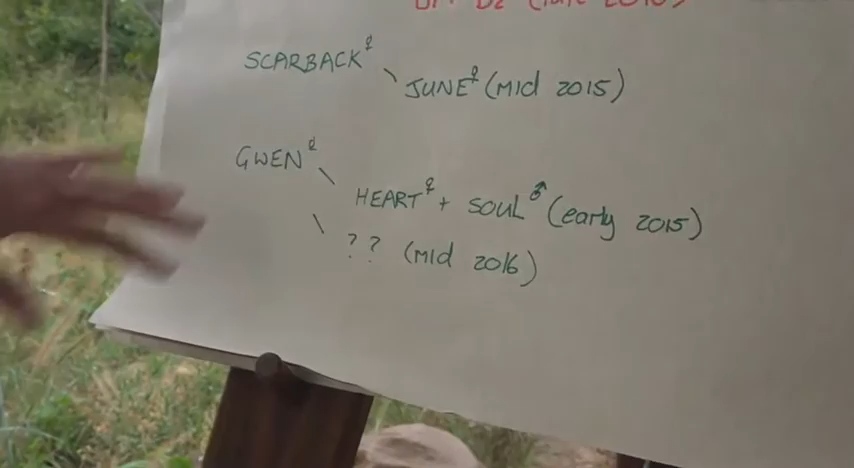 SCARBACK♀
JUNE♀ (MID 2015)
GWEN♀
HEART♀ + SOUL♂ (early 2015)
?? (MID 2016)